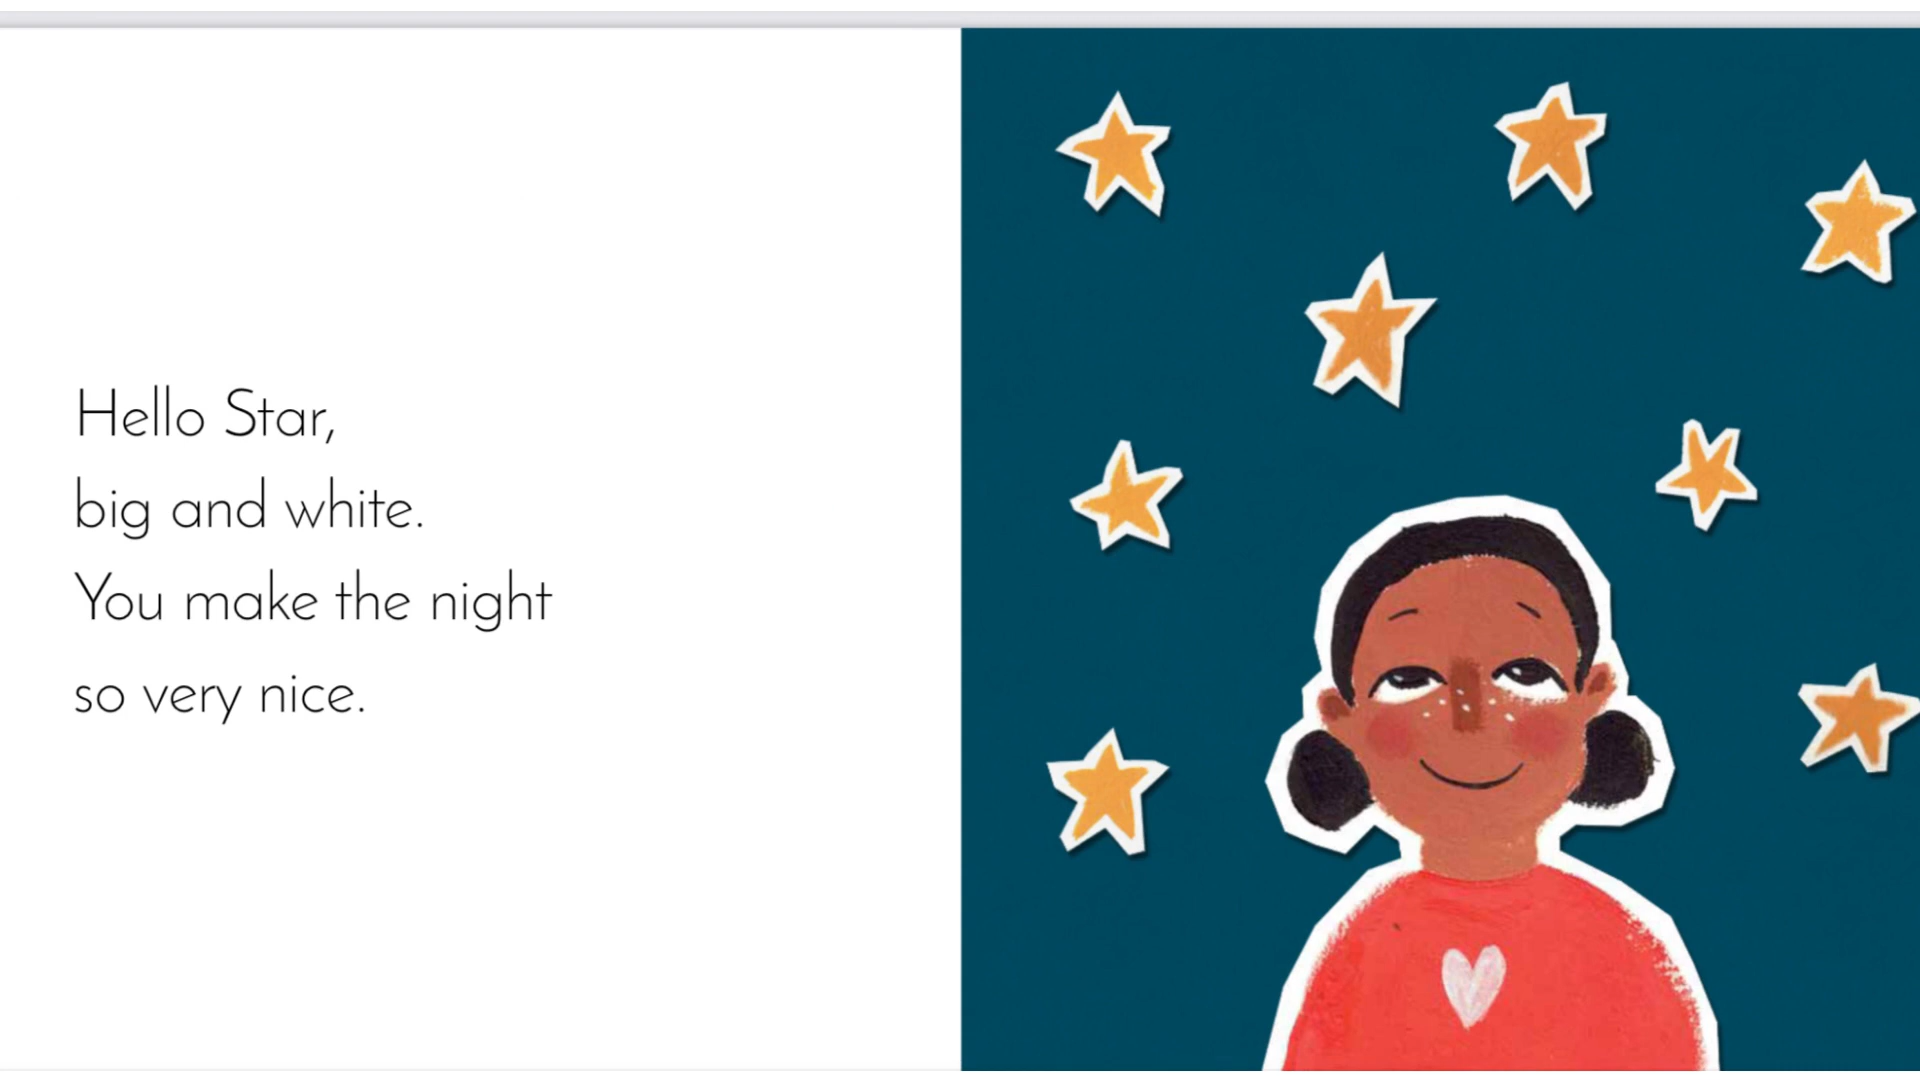 Hello Star,
big and white.
You make the night
so very nice.